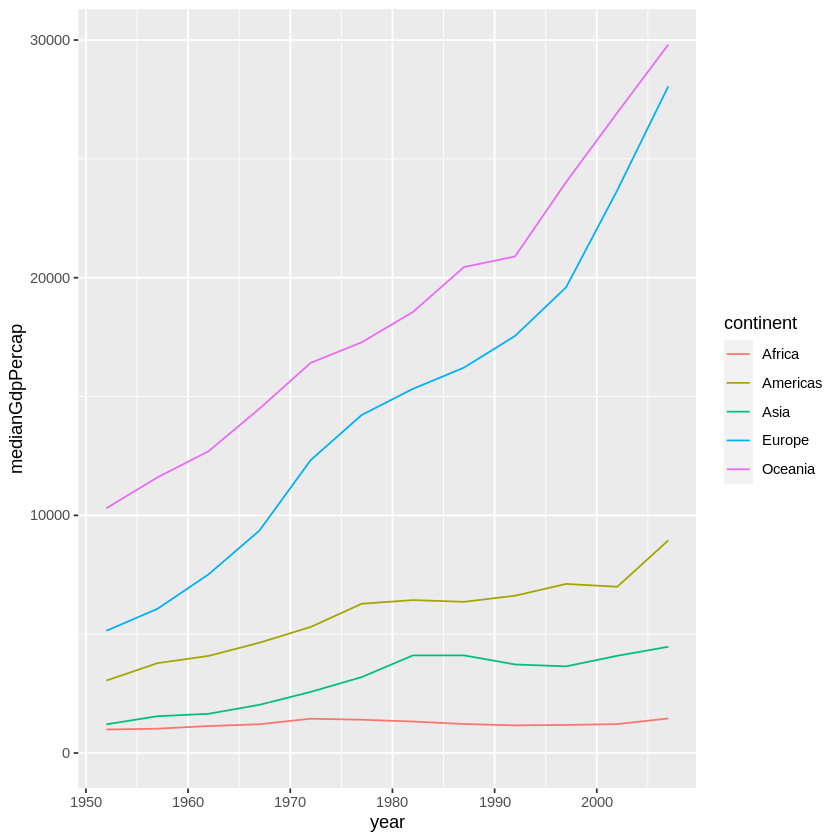 30000
20000
10000
0
medianGdpPercap
1950 1960 1970 1980 1990 2000
year
continent
Africa
Americas
Asia
Europe
Oceania